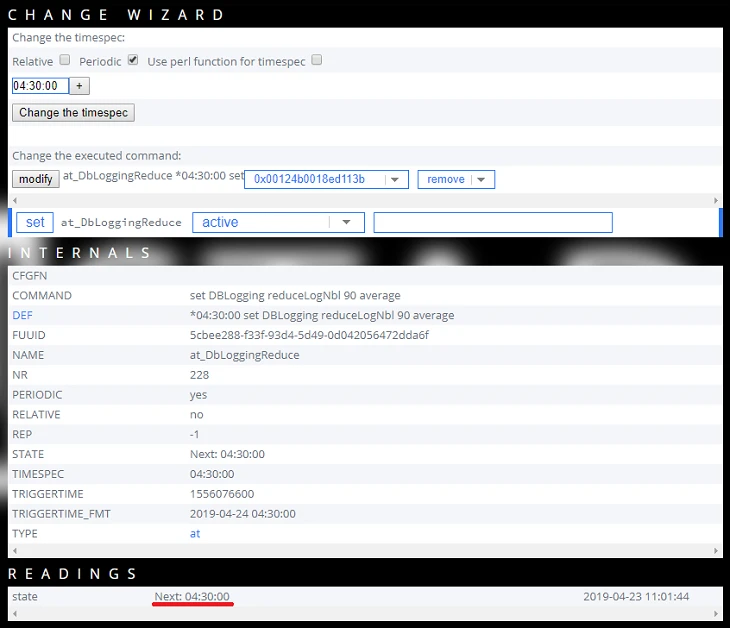 CHANGE WIZARD
Change the timespec:
Relative Periodic Use perl function for timespec
04:30:00 +
Change the timespec
Change the executed command:
modify at_DbLoggingReduce *04:30:00 set 0x00124b0018ed113b remove
set at_DbLoggingReduce active
INTERNALS
CFGFN
COMMAND set DBLogging reduceLogNbl 90 average
DEF *04:30:00 set DBLogging reduceLogNbl 90 average
FUUID 5cbee288-f33f-93d4-5d49-0d042056472dda6f
NAME at_DbLoggingReduce
NR 228
PERIODIC yes
RELATIVE no
REP -1
STATE Next: 04:30:00
TIMESPEC 04:30:00
TRIGGERTIME 1556076600
TRIGGERTIME_FMT 2019-04-24 04:30:00
TYPE at
READINGS
state Next: 04:30:00 2019-04-23 11:01:44